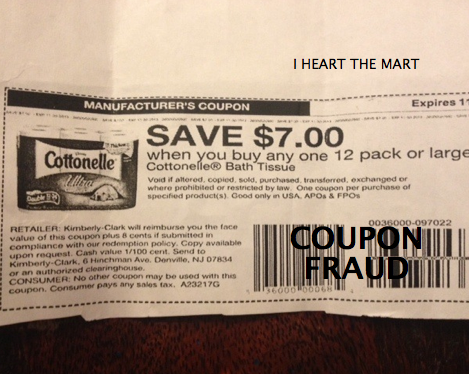 I HEART THE MART
MANUFACTURER'S COUPON
Expires 11
SAVE $7.00
when you buy any one 12 pack or large
Cottonelle® Bath Tissue
Cottonelle
Void if altered, copied, sold, purchased, transferred, exchanged or
where prohibited or restricted by law. One coupon per purchase of
specified product(s). Good only in USA, APOs & FPOs
RETAILER: Kimberly-Clark will reimburse you the face
value of this coupon plus 8 cents if submitted in
compliance with our redemption policy. Copy available
upon request. Cash value 1/100 cent. Send to
Kimberly-Clark, 6 Hinchman Ave. Denville, NJ 07834
or an authorized clearinghouse.
CONSUMER: No other coupon may be used with this
coupon. Consumer pays any sales tax. A23217G
0036000-097022
COUPON
FRAUD